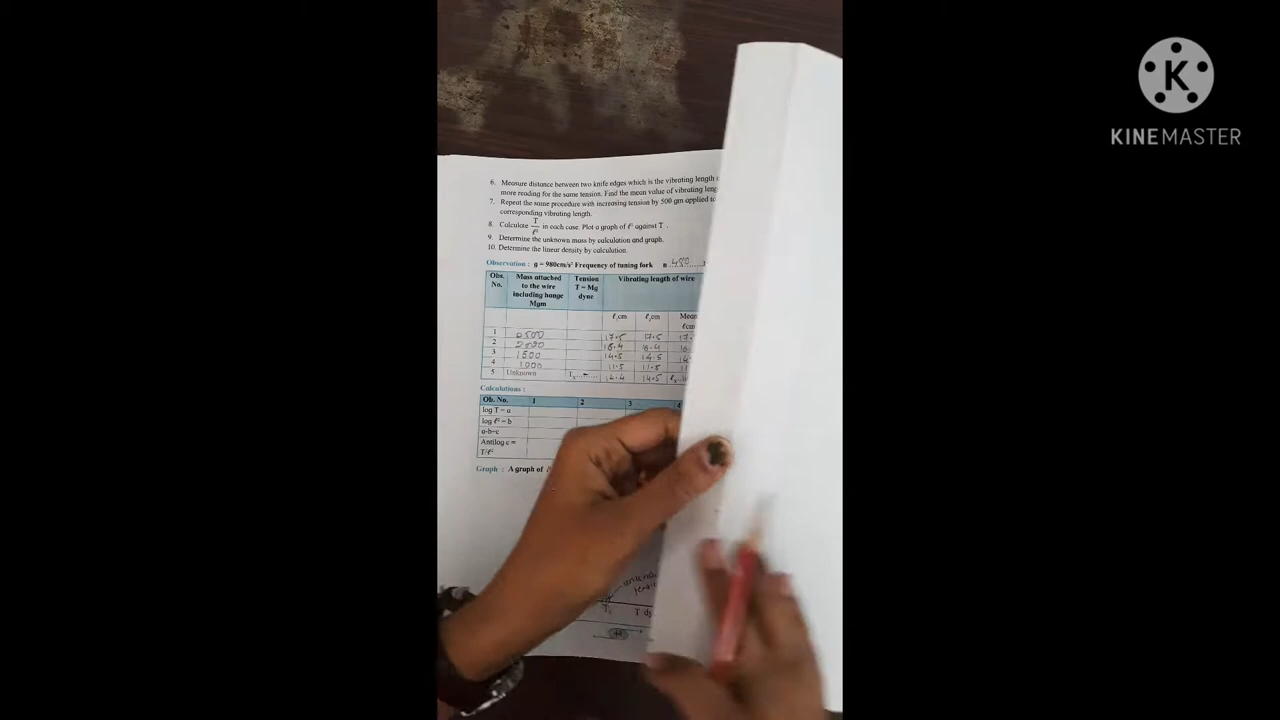 K
KINEMASTER
6. Measure distance between two knife edges which is the vibrating length
more reading for the same tension. Find the mean value of vibrating
7. Repeat the same procedure with increasing tension by 500 gm applied to
corresponding vibrating length.
8. Calculate T/ℓ² in each case. Plot a graph of ℓ² against T .
9. Determine the unknown mass by calculation and graph.
10. Determine the linear density by calculation.
Observation : g = 980cm/s² Frequency of tuning fork n 480
Obs. No. Mass attached to the wire including hange Mgm Tension T = Mg dyne Vibrating length of wire
ℓ₁cm ℓ₂cm Mean ℓcm
1 17.5 17.5
2 2000
3 1500 14.5 14.5
4 1000 11.5 11.5
5 Unknown 14.4 14.5
Calculations :
Ob. No. 1 2 3 4
log T = a
log ℓ² = b
a-b=c
Antilog c =
T/ℓ²
Graph : A graph of
T